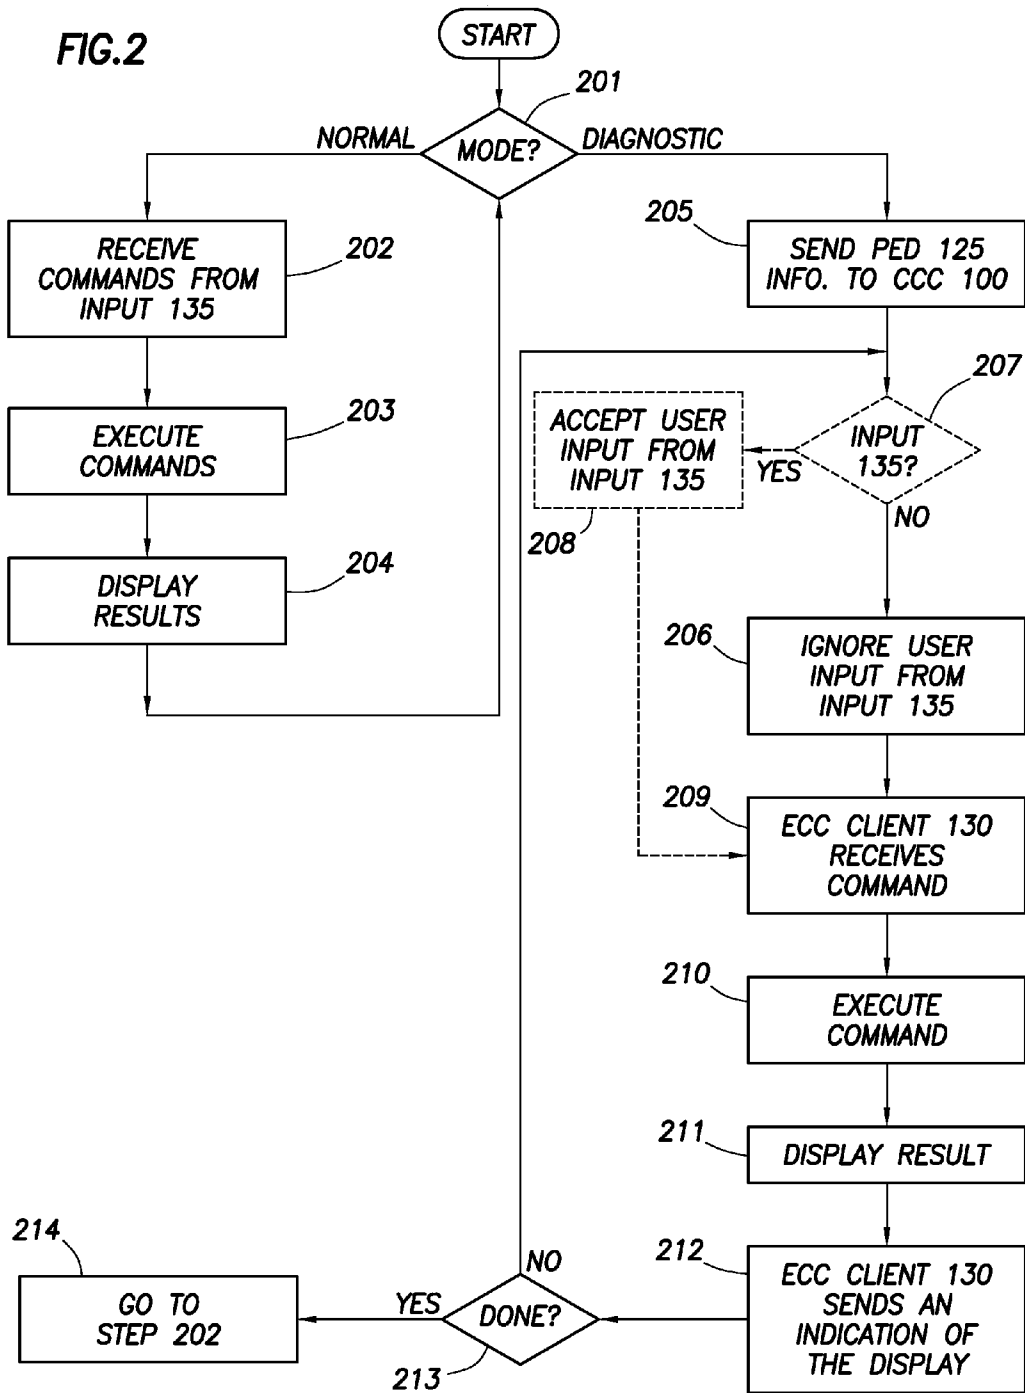 FIG.2
START
201
MODE?
NORMAL
DIAGNOSTIC
RECEIVE
COMMANDS FROM
INPUT 135
202
EXECUTE
COMMANDS
203
DISPLAY
RESULTS
204
205
SEND PED 125
INFO. TO CCC 100
207
INPUT
135?
YES
NO
ACCEPT USER
INPUT FROM
INPUT 135
208
206
IGNORE USER
INPUT FROM
INPUT 135
209
ECC CLIENT 130
RECEIVES
COMMAND
210
EXECUTE
COMMAND
211
DISPLAY RESULT
212
ECC CLIENT 130
SENDS AN
INDICATION OF
THE DISPLAY
NO
YES
DONE?
213
214
GO TO
STEP 202